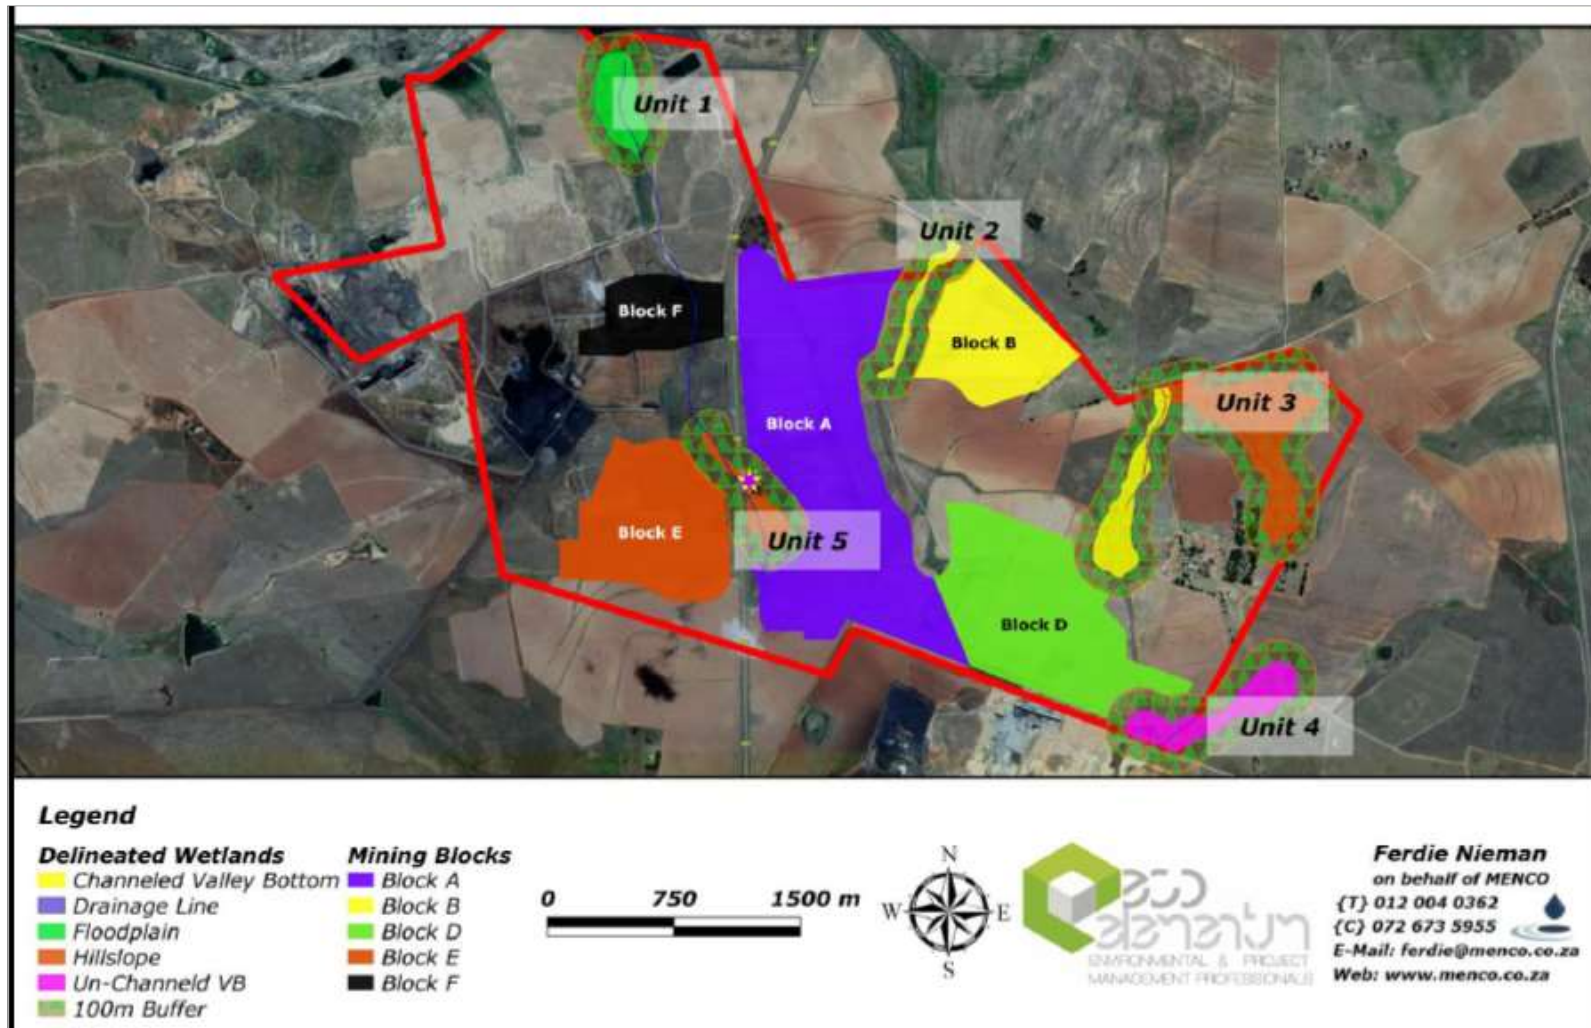 Unit 1
Unit 2
Block F
Block B
Unit 3
Block A
Block E
Unit 5
Block D
Unit 4
Legend
Delineated Wetlands
Channeled Valley Bottom
Drainage Line
Floodplain
Hillslope
Un-Channeld VB
100m Buffer
Mining Blocks
Block A
Block B
Block D
Block E
Block F
0 750 1500 m
N
W E
S
eco
elementum
ENVIRONMENTAL & PROJECT
MANAGEMENT PROFESSIONALS
Ferdie Nieman
on behalf of MENCO
{T} 012 004 0362
{C} 072 673 5955
E-Mail: ferdie@menco.co.za
Web: www.menco.co.za